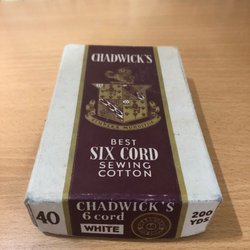 CHADWICK'S
BEST
SIX CORD
SEWING
COTTON
CHADWICK'S
40
6 cord
WHITE
200
YDS